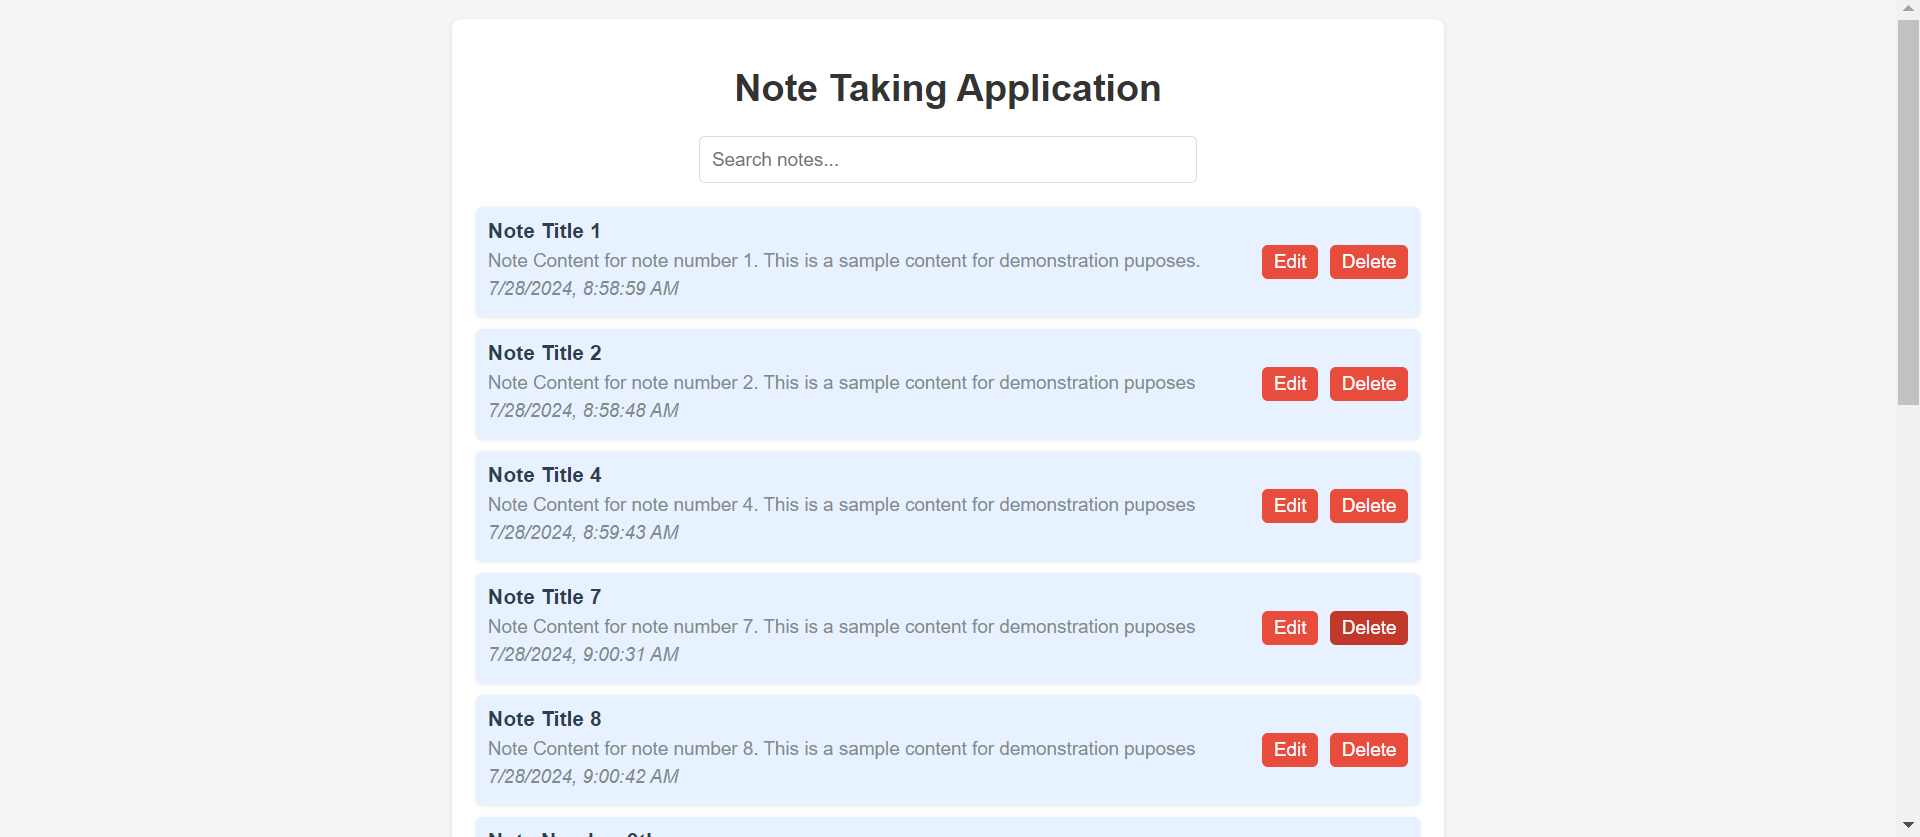 Note Taking Application
Search notes...
Note Title 1
Note Content for note number 1. This is a sample content for demonstration puposes.
7/28/2024, 8:58:59 AM
Edit Delete
Note Title 2
Note Content for note number 2. This is a sample content for demonstration puposes
7/28/2024, 8:58:48 AM
Edit Delete
Note Title 4
Note Content for note number 4. This is a sample content for demonstration puposes
7/28/2024, 8:59:43 AM
Edit Delete
Note Title 7
Note Content for note number 7. This is a sample content for demonstration puposes
7/28/2024, 9:00:31 AM
Edit Delete
Note Title 8
Note Content for note number 8. This is a sample content for demonstration puposes
7/28/2024, 9:00:42 AM
Edit Delete